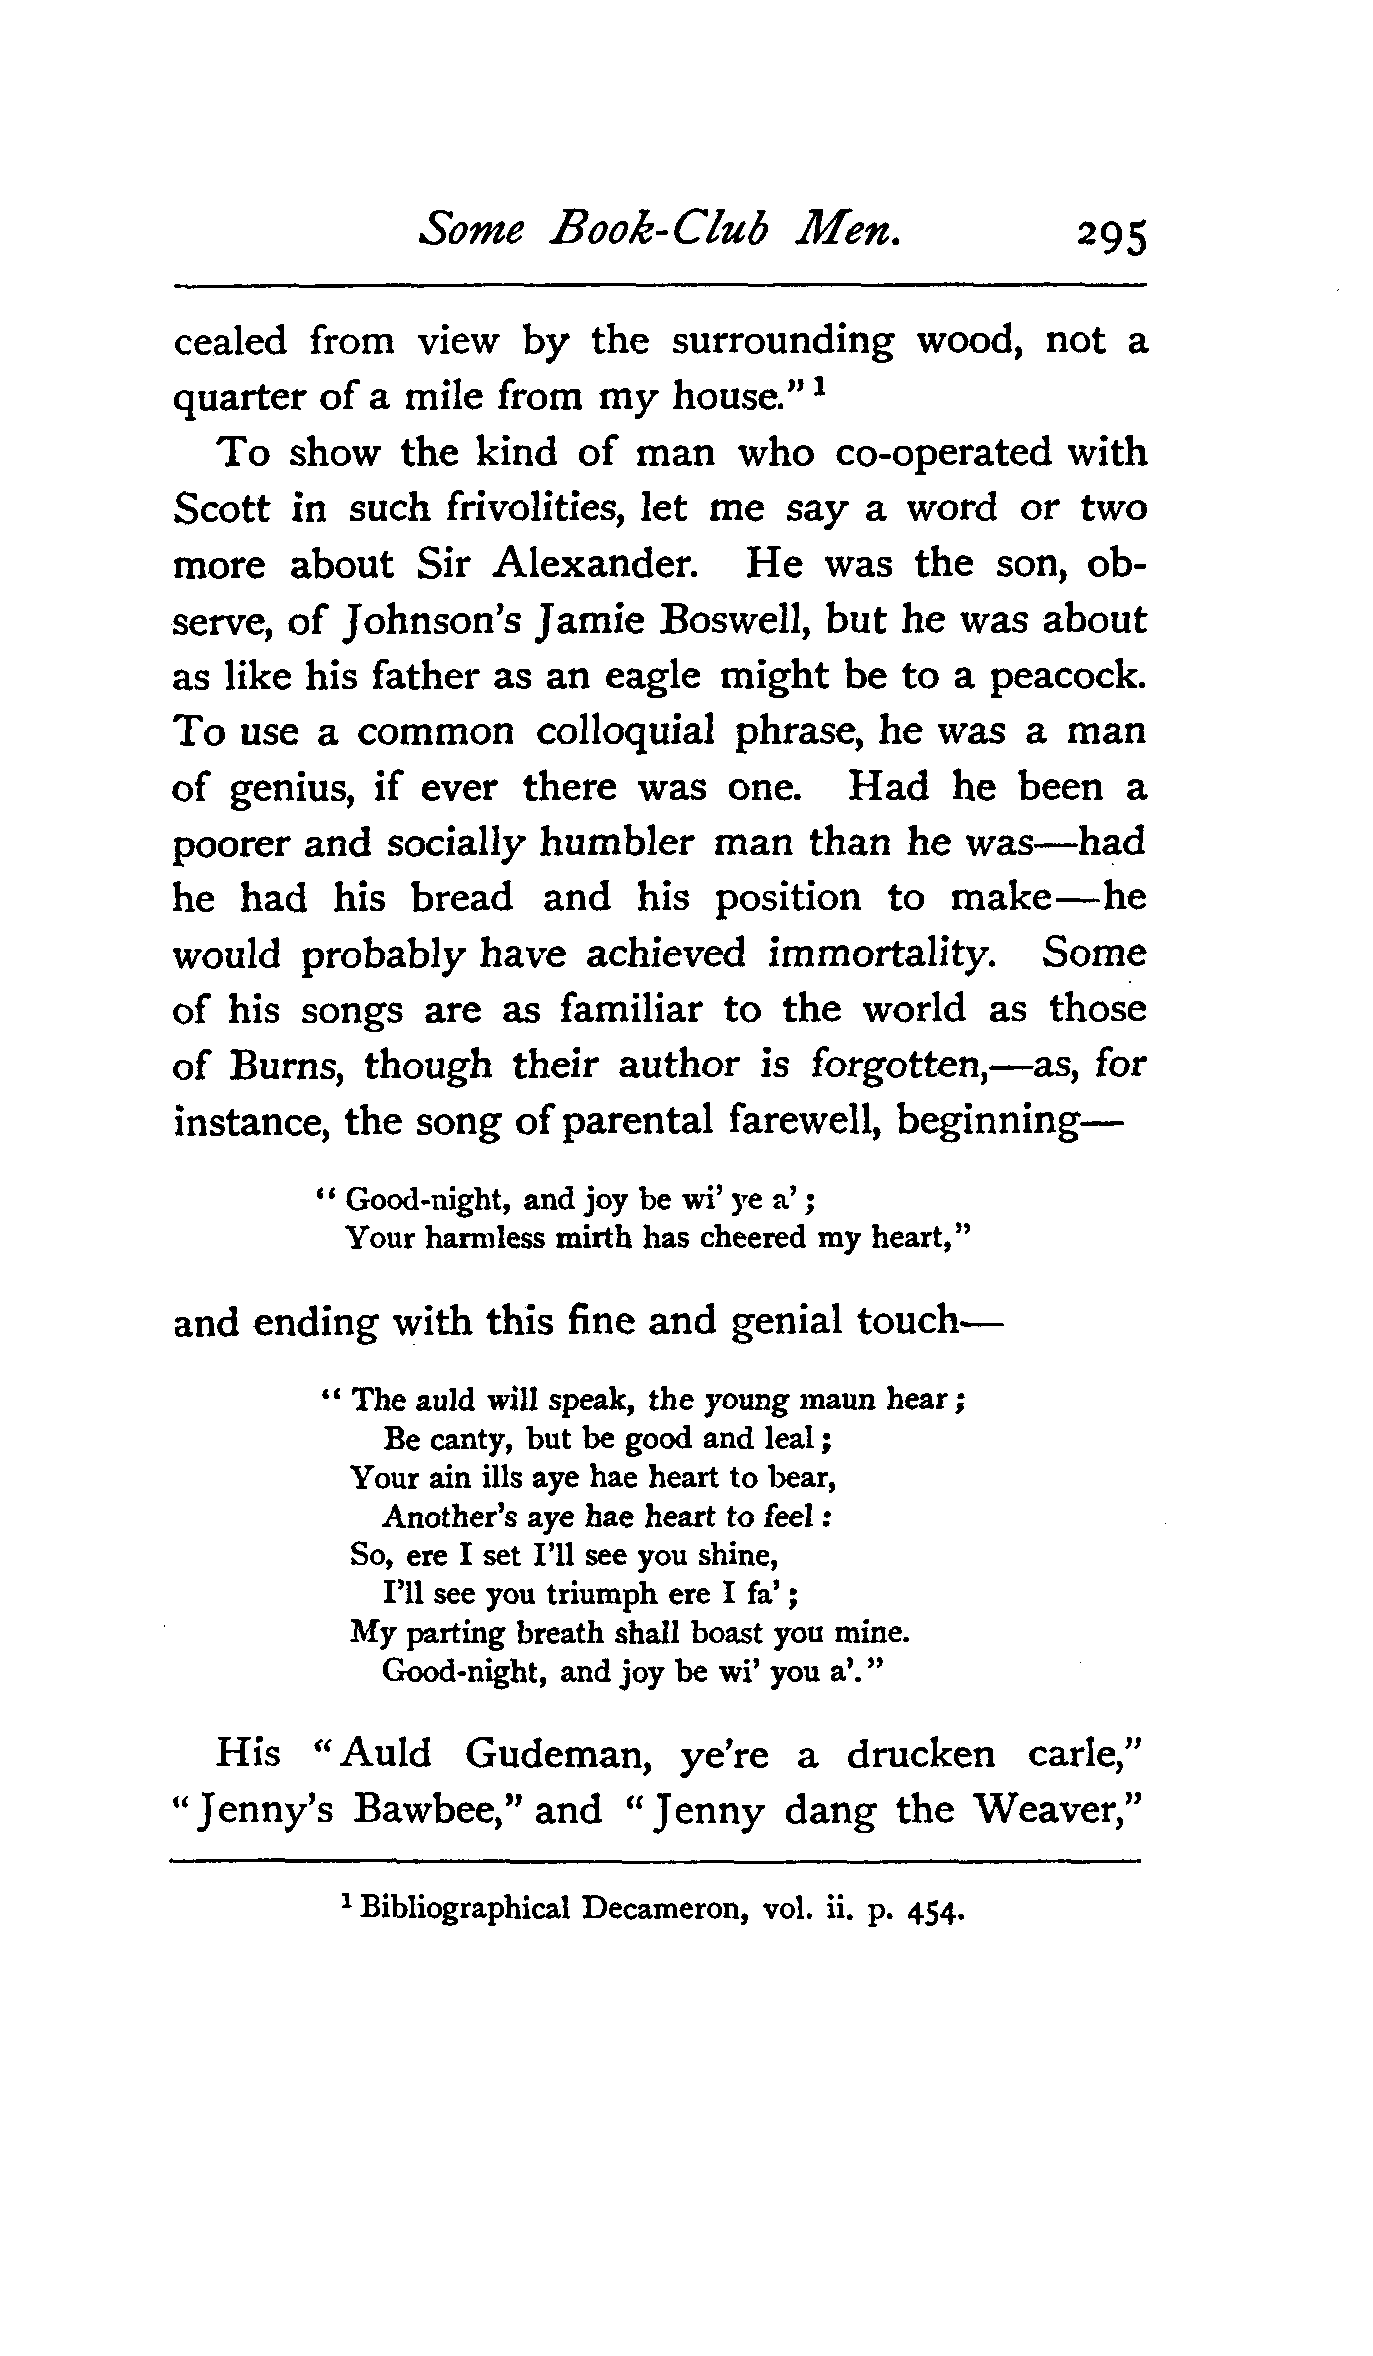 Some Book-Club Men. 295
cealed from view by the surrounding wood, not a
quarter of a mile from my house." 1
To show the kind of man who co-operated with
Scott in such frivolities, let me say a word or two
more about Sir Alexander. He was the son, ob-
serve, of Johnson's Jamie Boswell, but he was about
as like his father as an eagle might be to a peacock.
To use a common colloquial phrase, he was a man
of genius, if ever there was one. Had he been a
poorer and socially humbler man than he was—had
he had his bread and his position to make—he
would probably have achieved immortality. Some
of his songs are as familiar to the world as those
of Burns, though their author is forgotten,—as, for
instance, the song of parental farewell, beginning—
"Good-night, and joy be wi' ye a';
Your harmless mirth has cheered my heart,"
and ending with this fine and genial touch—
"The auld will speak, the young maun hear;
Be canty, but be good and leal;
Your ain ills aye hae heart to bear,
Another's aye hae heart to feel:
So, ere I set I'll see you shine,
I'll see you triumph ere I fa';
My parting breath shall boast you mine.
Good-night, and joy be wi' you a'."
His "Auld Gudeman, ye're a drucken carle,"
"Jenny's Bawbee," and "Jenny dang the Weaver,"
1 Bibliographical Decameron, vol. ii. p. 454.